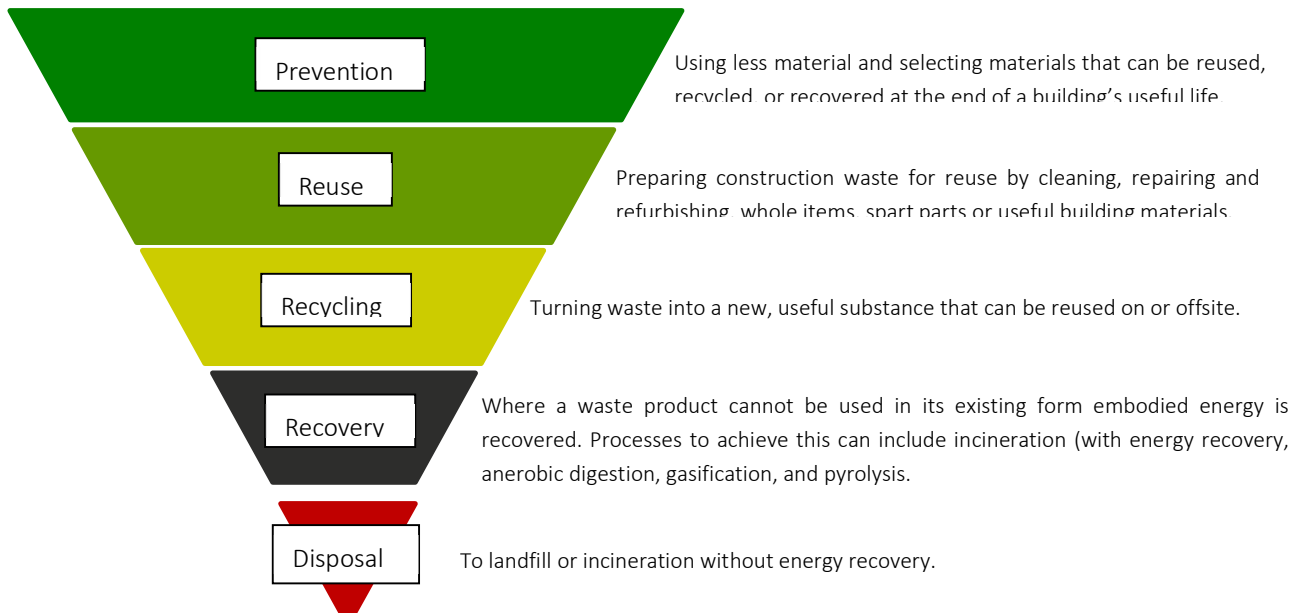 Prevention
Using less material and selecting materials that can be reused,
recycled, or recovered at the end of a building’s useful life.
Reuse
Preparing construction waste for reuse by cleaning, repairing and
refurbishing, whole items, spart parts or useful building materials
Recycling
Turning waste into a new, useful substance that can be reused on or offsite.
Recovery
Where a waste product cannot be used in its existing form embodied energy is
recovered. Processes to achieve this can include incineration (with energy recovery,
anerobic digestion, gasification, and pyrolysis.
Disposal
To landfill or incineration without energy recovery.